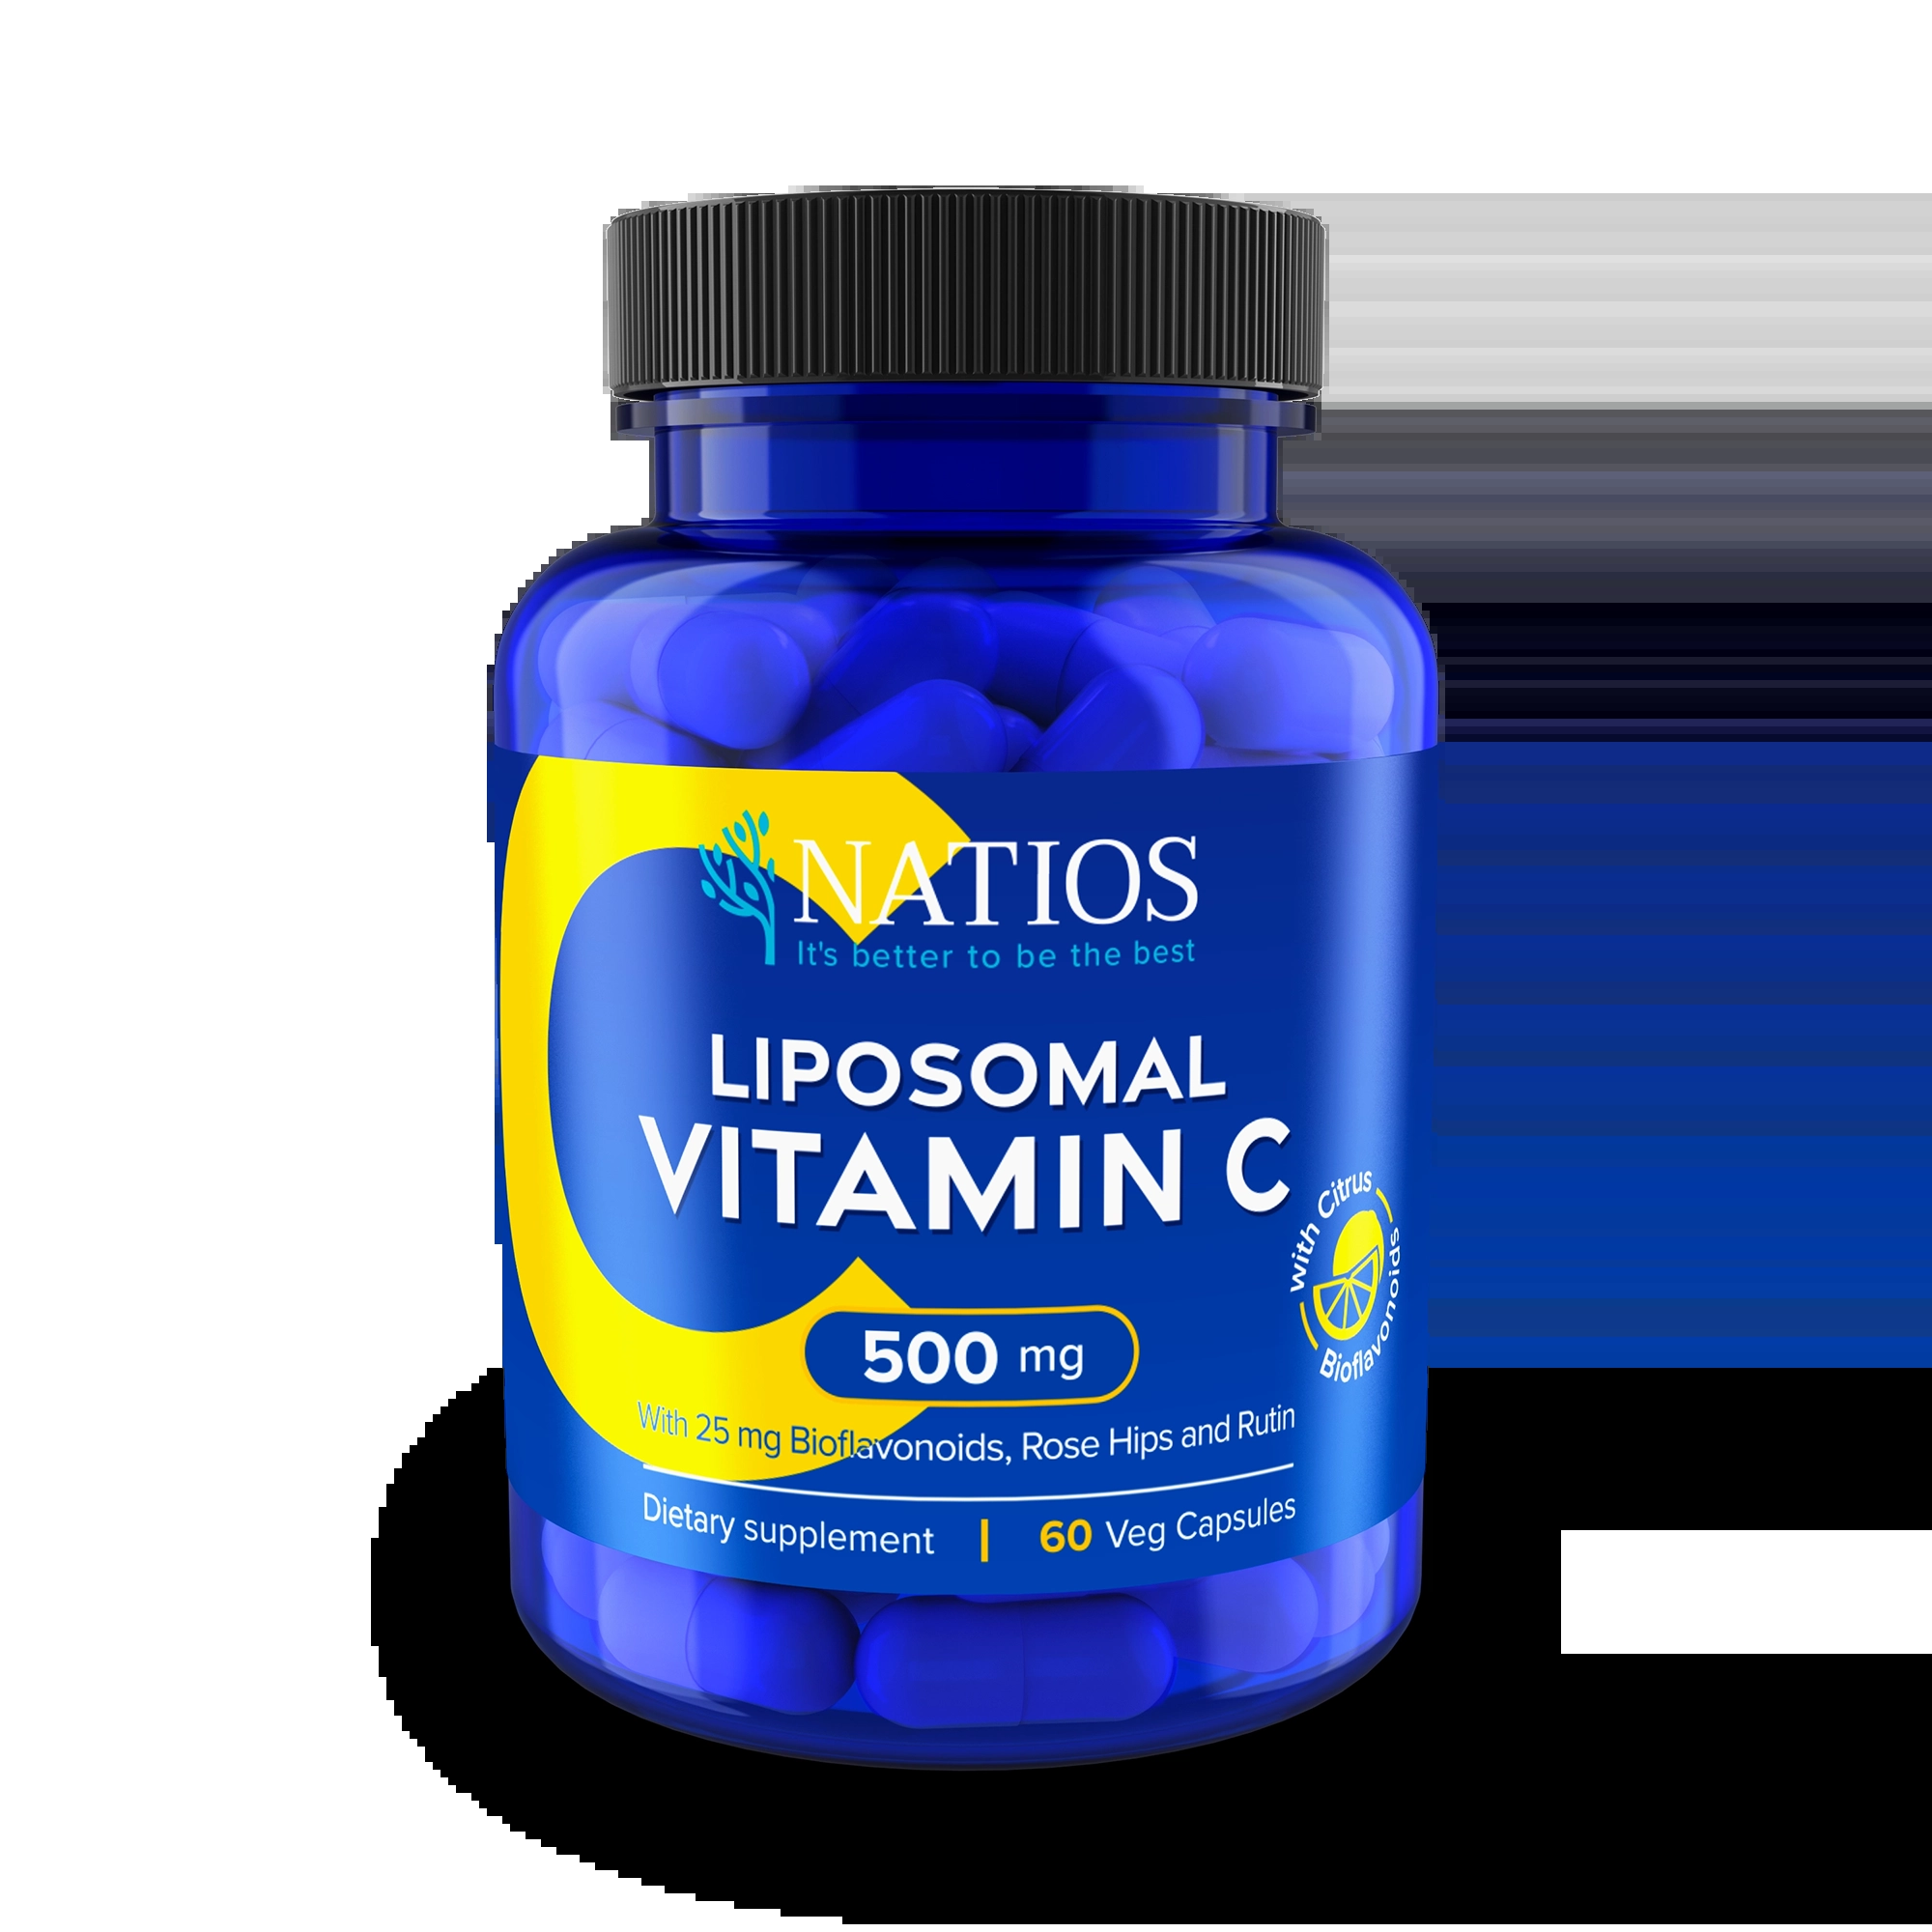 NATIOS
It's better to be the best
LIPOSOMAL
VITAMIN C
with Citrus
Bioflavonoids
500 mg
With 25 mg Bioflavonoids, Rose Hips and Rutin
Dietary supplement | 60 Veg Capsules